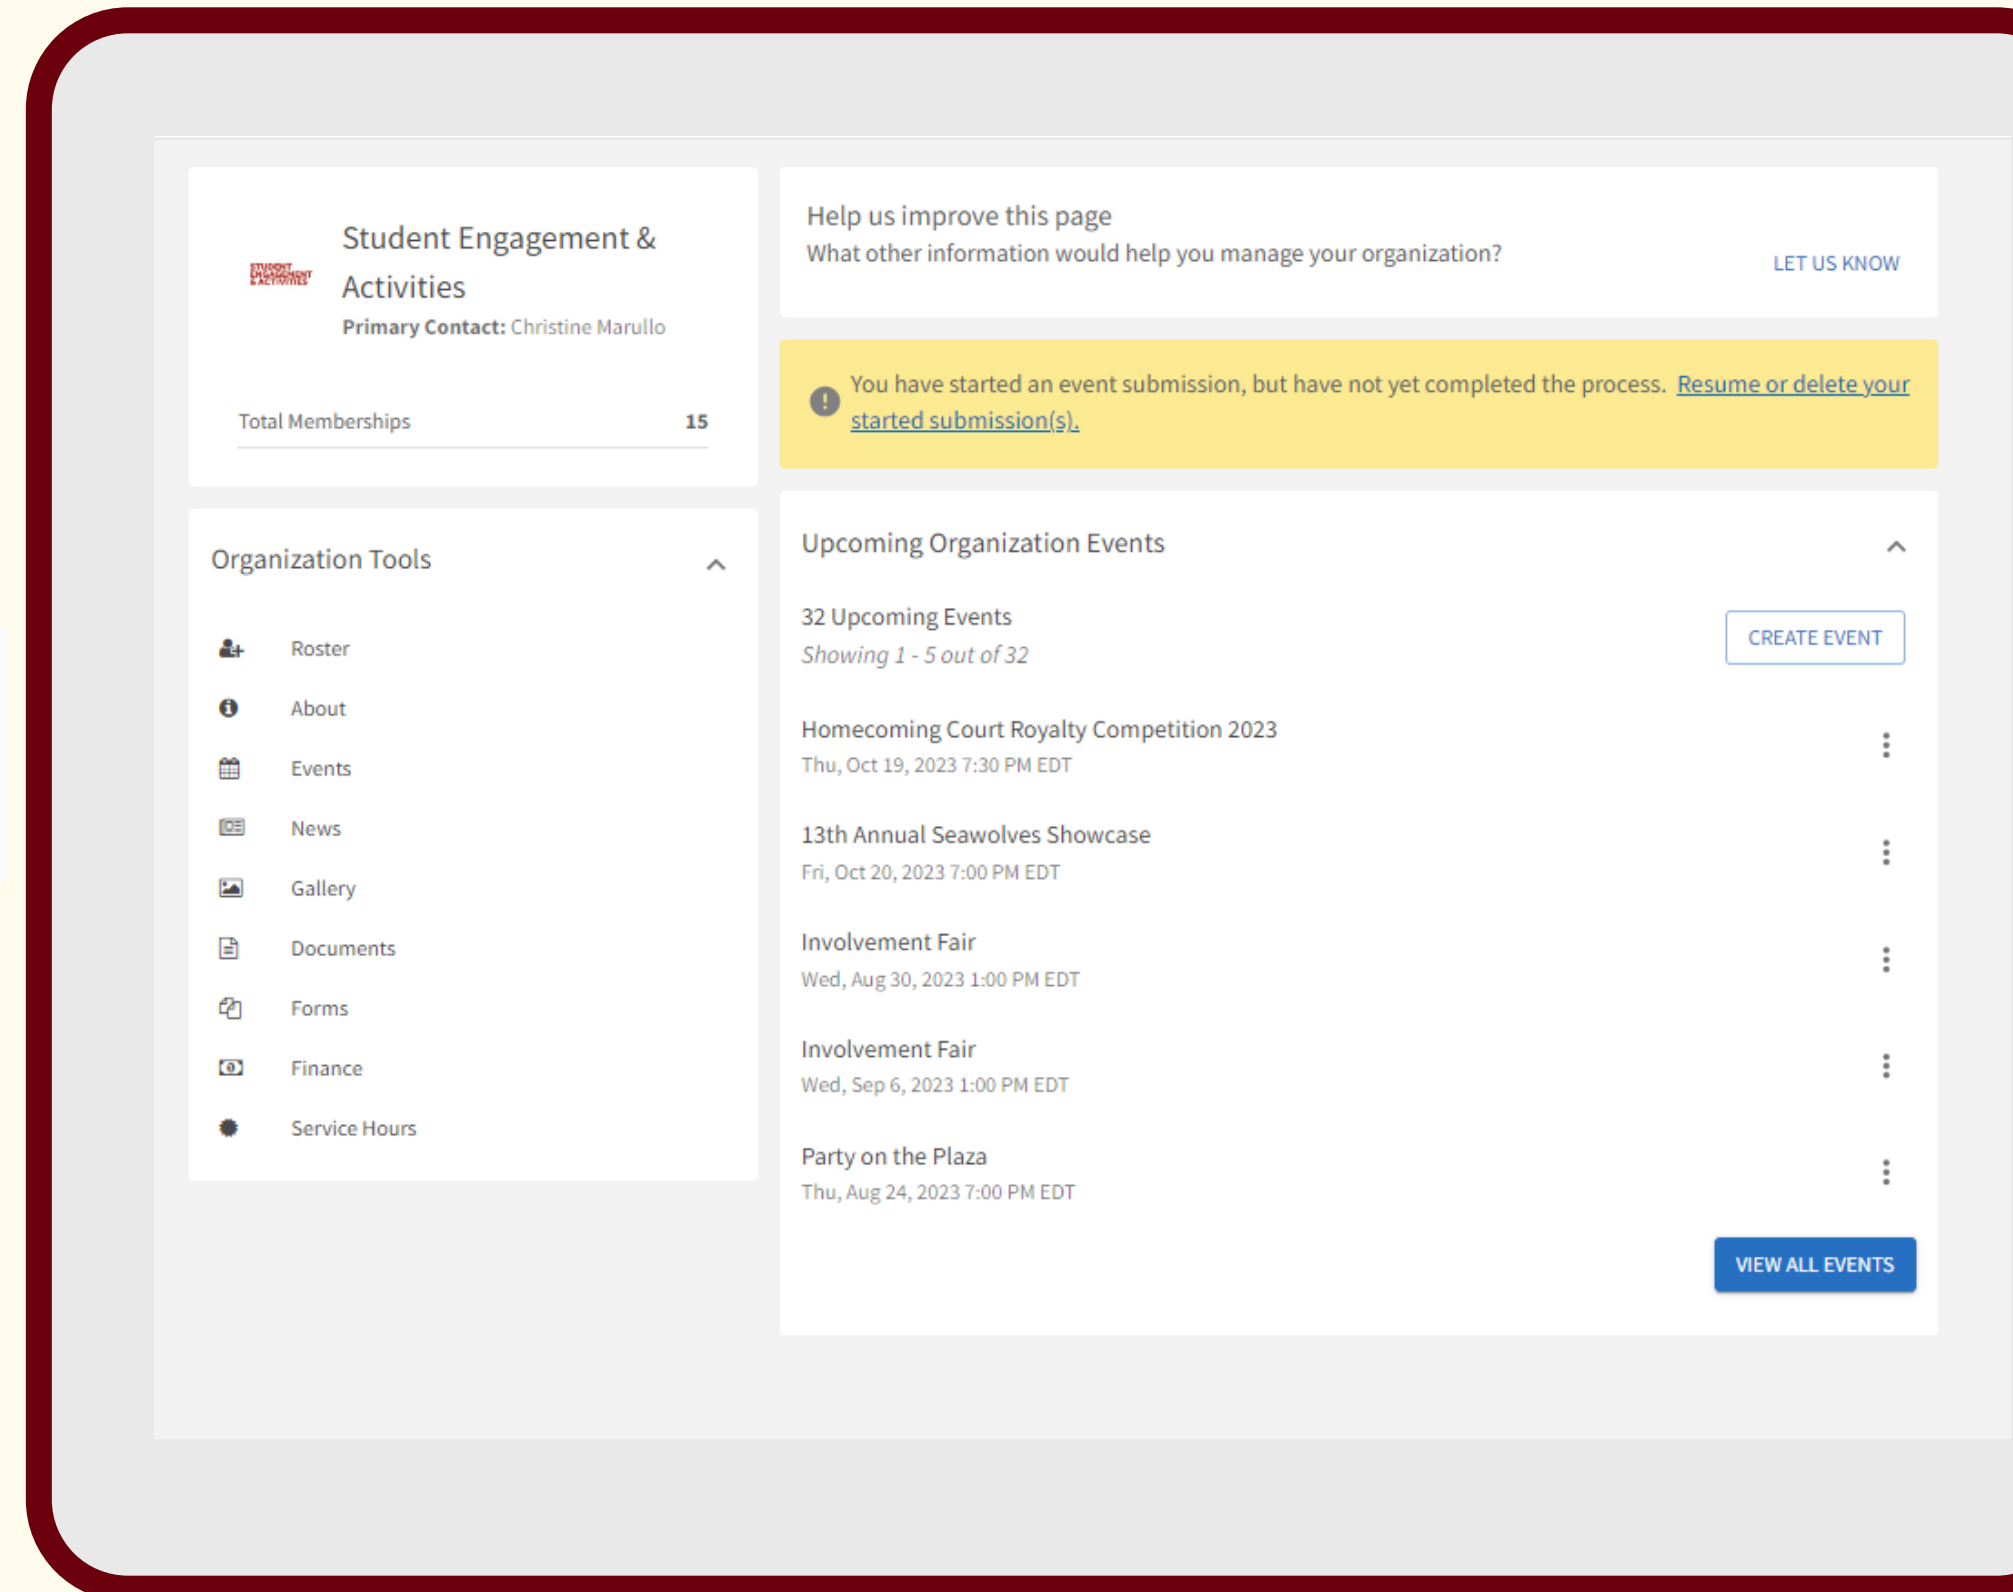 STUDENT
ENGAGEMENT
& ACTIVITIES
Student Engagement &
Activities
Primary Contact: Christine Marullo
Total Memberships 15
Organization Tools
Roster
About
Events
News
Gallery
Documents
Forms
Finance
Service Hours
Help us improve this page
What other information would help you manage your organization?
LET US KNOW
You have started an event submission, but have not yet completed the process. Resume or delete your
started submission(s).
Upcoming Organization Events
32 Upcoming Events
Showing 1 - 5 out of 32
CREATE EVENT
Homecoming Court Royalty Competition 2023
Thu, Oct 19, 2023 7:30 PM EDT
13th Annual Seawolves Showcase
Fri, Oct 20, 2023 7:00 PM EDT
Involvement Fair
Wed, Aug 30, 2023 1:00 PM EDT
Involvement Fair
Wed, Sep 6, 2023 1:00 PM EDT
Party on the Plaza
Thu, Aug 24, 2023 7:00 PM EDT
VIEW ALL EVENTS